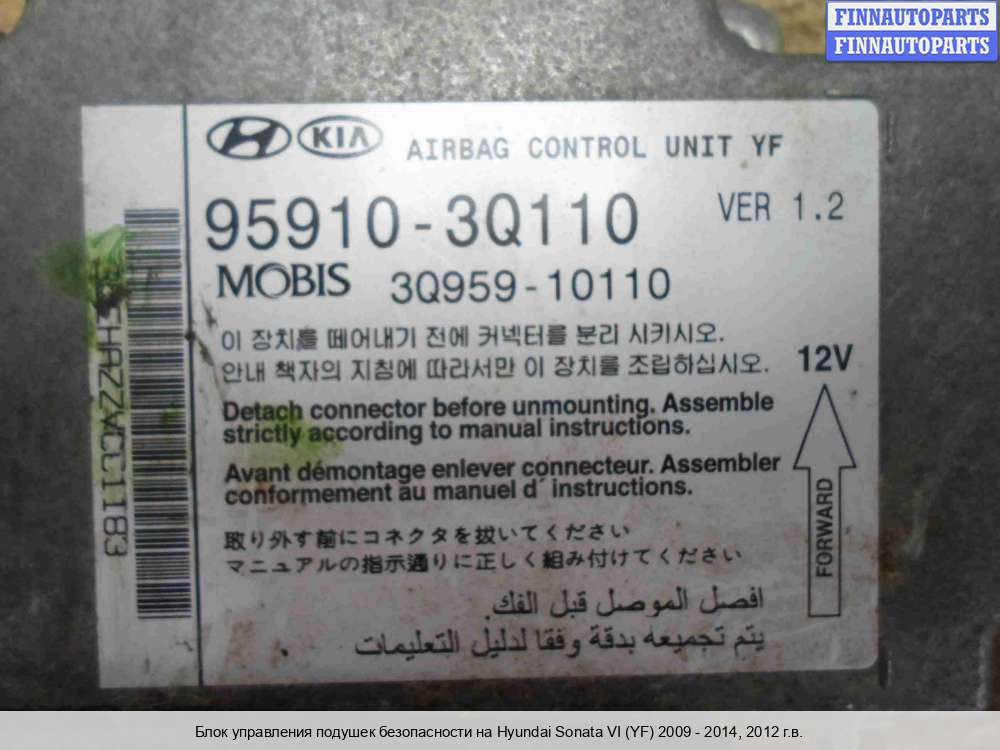 FINNAUTOPARTS
FINNAUTOPARTS
HYUNDAI KIA AIRBAG CONTROL UNIT YF
95910-3Q110 VER 1.2
MOBIS 3Q959-10110
이 장치를 떼어내기 전에 커넥터를 분리 시키시오.
안내 책자의 지침에 따라서만 이 장치를 조립하십시오.
12V
Detach connector before unmounting. Assemble
strictly according to manual instructions.
Avant démontage enlever connecteur. Assembler
conformement au manuel d´ instructions.
FORWARD
取り外す前にコネクタを抜いてください
マニュアルの指示通りに正しく組み付けてください
افصل الموصل قبل الفك.
يتم تجميعه بدقة وفقا لدليل التعليمات
Блок управления подушек безопасности на Hyundai Sonata VI (YF) 2009 - 2014, 2012 г.в.